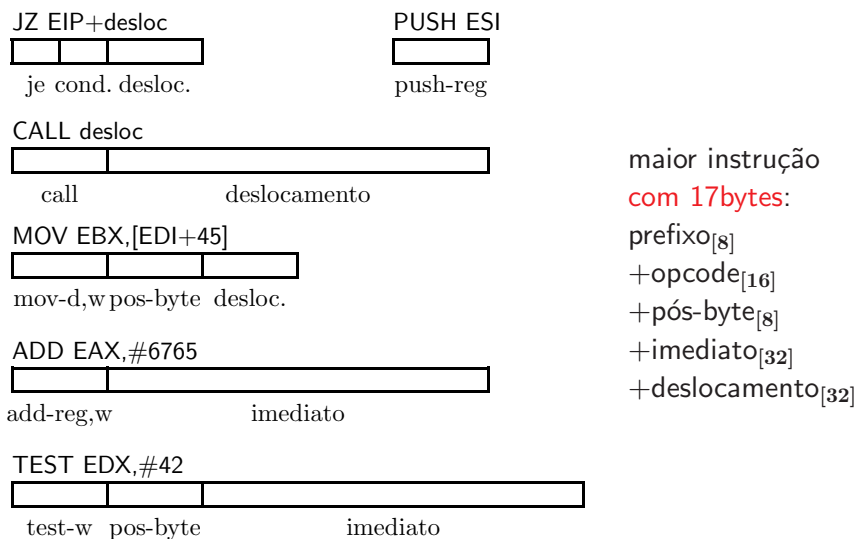 JZ EIP+desloc
je cond. desloc.
PUSH ESI
push-reg
CALL desloc
call deslocamento
MOV EBX,[EDI+45]
mov-d,w pos-byte desloc.
ADD EAX,#6765
add-reg,w imediato
TEST EDX,#42
test-w pos-byte imediato
maior instrução
com 17bytes:
prefixo[8]
+opcode[16]
+pós-byte[8]
+imediato[32]
+deslocamento[32]